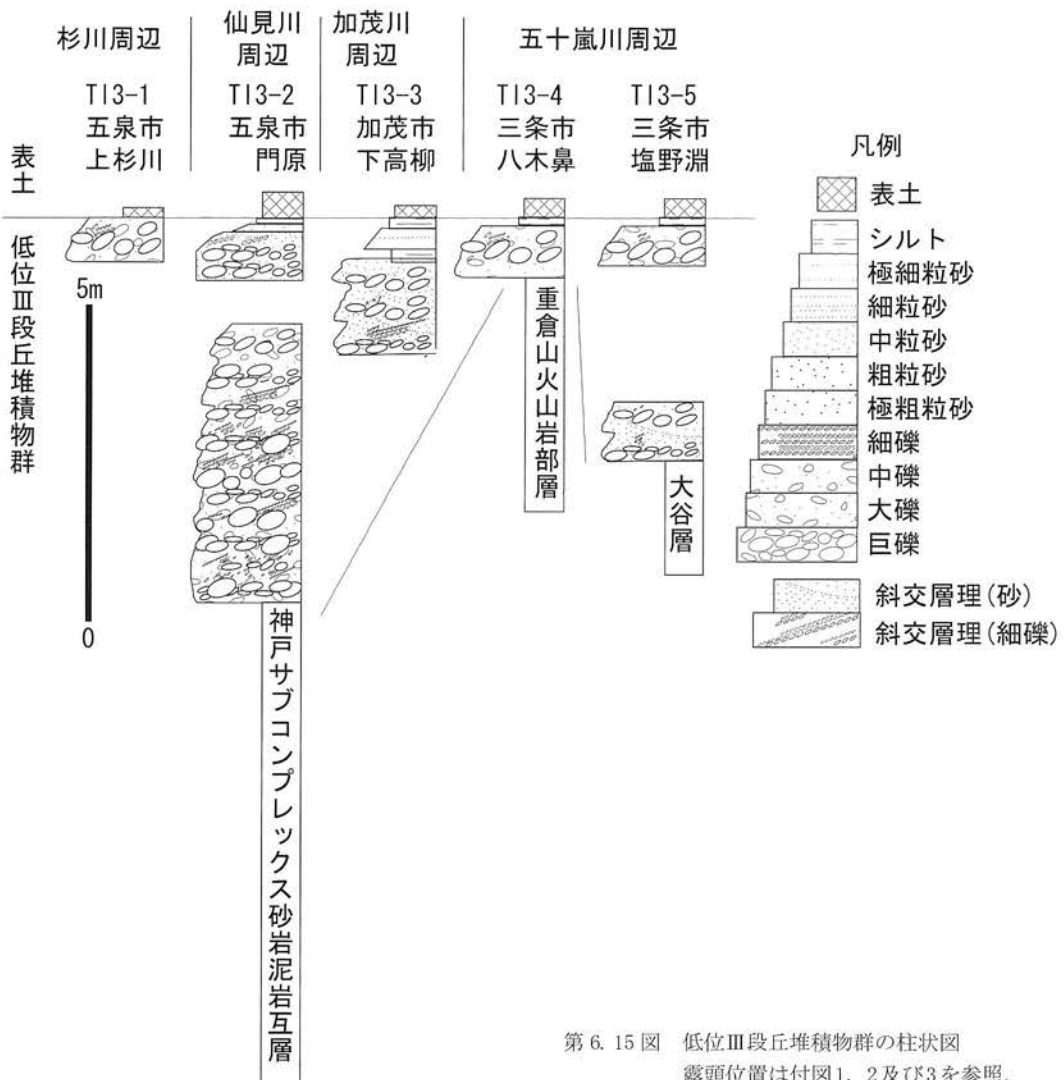 杉川周辺
仙見川
周辺
加茂川
周辺
五十嵐川周辺
Tl3-1
五泉市
上杉川
Tl3-2
五泉市
門原
Tl3-3
加茂市
下高柳
Tl3-4
三条市
八木鼻
Tl3-5
三条市
塩野淵
表土
低位Ⅲ段丘堆積物群
5m
0
神戸サブコンプレックス砂岩泥岩互層
重倉山火山岩部層
大谷層
凡例
表土
シルト
極細粒砂
細粒砂
中粒砂
粗粒砂
極粗粒砂
細礫
中礫
大礫
巨礫
斜交層理(砂)
斜交層理(細礫)
第 6. 15 図 低位Ⅲ段丘堆積物群の柱状図
露頭位置は付図1, 2及び3を参照.